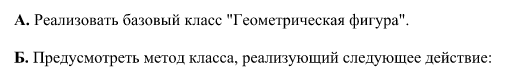 А. Реализовать базовый класс "Геометрическая фигура".
Б. Предусмотреть метод класса, реализующий следующее действие: